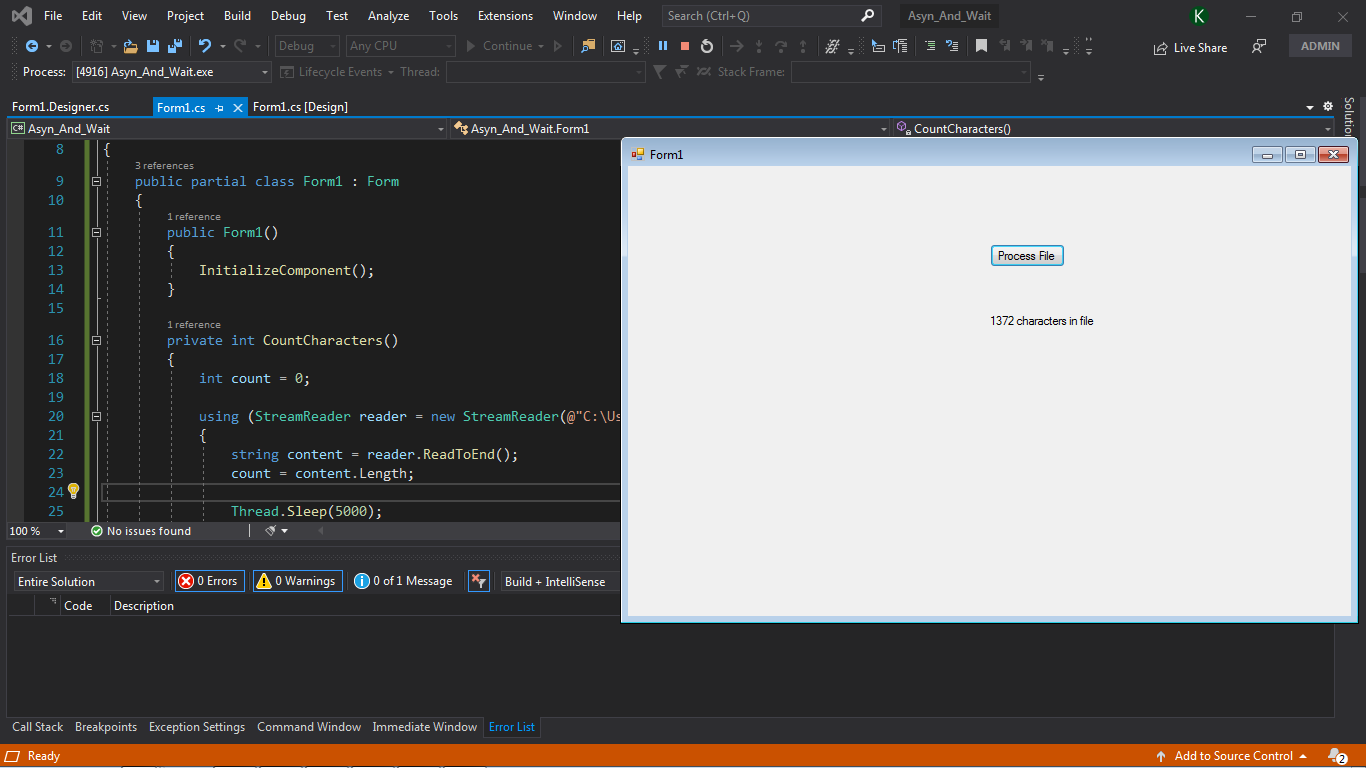 File Edit View Project Build Debug Test Analyze Tools Extensions Window Help Search (Ctrl+Q) Asyn_And_Wait K
Debug Any CPU Continue Live Share ADMIN
Process: [4916] Asyn_And_Wait.exe Lifecycle Events Thread: Stack Frame:
Form1.Designer.cs Form1.cs Form1.cs [Design]
C# Asyn_And_Wait Asyn_And_Wait.Form1 CountCharacters()
Solution
8 {
3 references
9 public partial class Form1 : Form
10 {
1 reference
11 public Form1()
12 {
13 InitializeComponent();
14 }
15
1 reference
16 private int CountCharacters()
17 {
18 int count = 0;
19
20 using (StreamReader reader = new StreamReader(@"C:\Us
21 {
22 string content = reader.ReadToEnd();
23 count = content.Length;
24
25 Thread.Sleep(5000);
100 % No issues found
Form1
Process File
1372 characters in file
Error List
Entire Solution 0 Errors 0 Warnings 0 of 1 Message Build + IntelliSense
Code Description
Call Stack Breakpoints Exception Settings Command Window Immediate Window Error List
Ready Add to Source Control 2